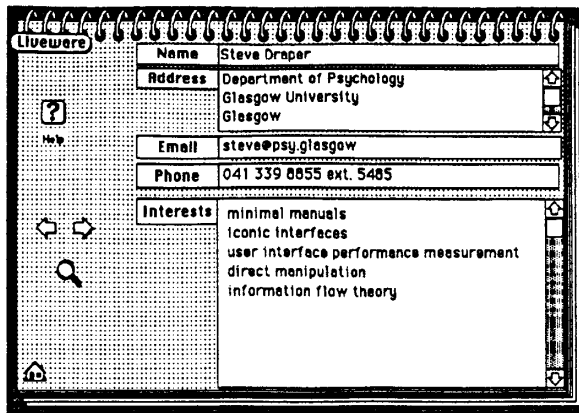 Liveware
Name Steve Draper
Address Department of Psychology
Glasgow University
Glasgow
?
Help
Email steve@psy.glasgow
Phone 041 339 8855 ext. 5485
Interests minimal manuals
iconic interfaces
user interface performance measurement
direct manipulation
information flow theory